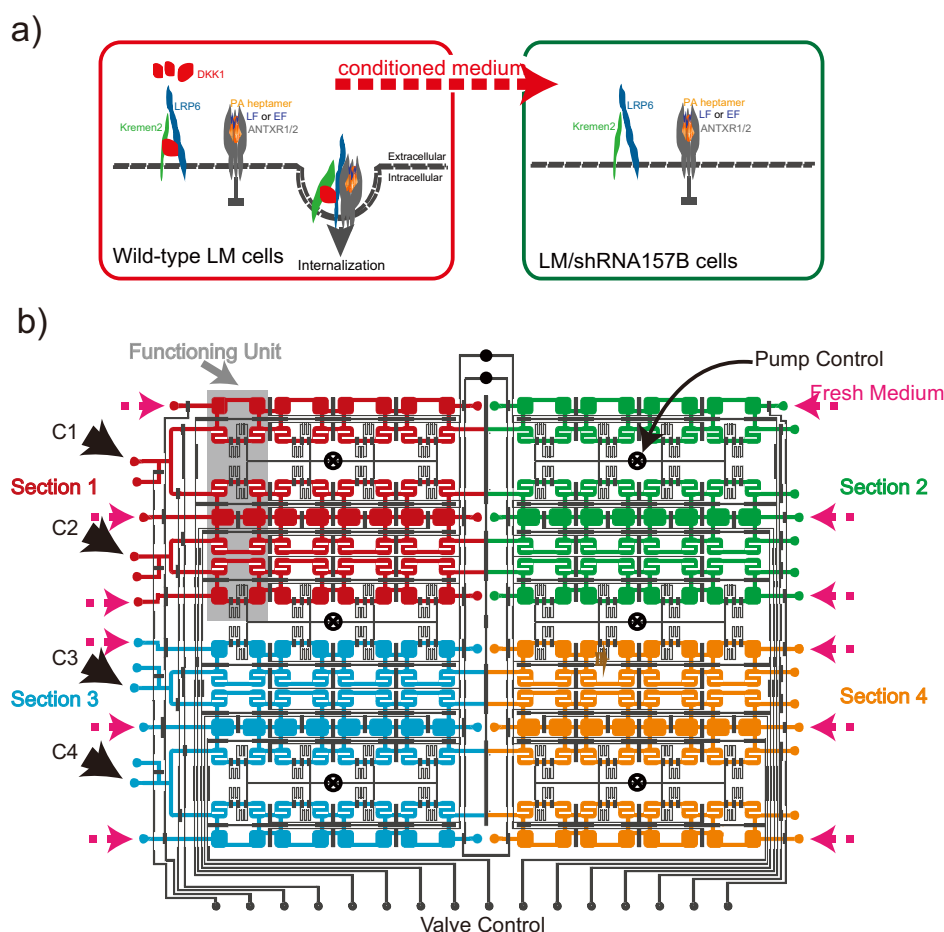 a)
conditioned medium
DKK1
PA heptamer
LRP6
LF or EF
Kremen2
ANTXR1/2
Extracellular
Intracellular
Wild-type LM cells
Internalization
PA heptamer
LRP6
LF or EF
Kremen2
ANTXR1/2
LM/shRNA157B cells
b)
Functioning Unit
Pump Control
Fresh Medium
C1
Section 1
Section 2
C2
C3
Section 3
Section 4
C4
Valve Control